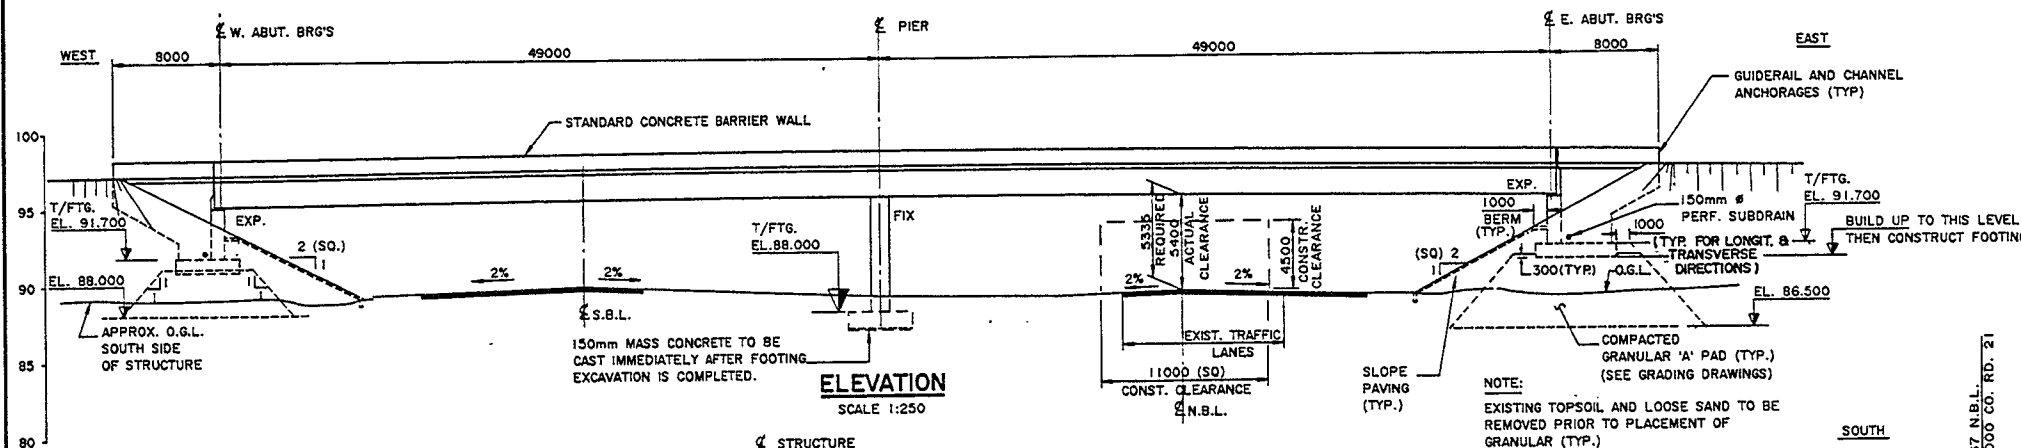 ℄ W. ABUT. BRG'S
℄ PIER
℄ E. ABUT. BRG'S
WEST
8000
49000
49000
8000
EAST
GUIDERAIL AND CHANNEL
ANCHORAGES (TYP)
STANDARD CONCRETE BARRIER WALL
100
95
90
85
80
T/FTG.
EL. 91.700
EXP.
2 (SQ.)
1
EL. 88.000
APPROX. O.G.L.
SOUTH SIDE
OF STRUCTURE
2%
2%
℄ S.B.L.
150mm MASS CONCRETE TO BE
CAST IMMEDIATELY AFTER FOOTING
EXCAVATION IS COMPLETED.
T/FTG.
EL.88.000
FIX
ELEVATION
SCALE 1:250
℄ STRUCTURE
5335
REQUIRED
5400
ACTUAL
CLEARANCE
4500
CONSTR.
CLEARANCE
2%
2%
EXIST. TRAFFIC
LANES
11000 (SQ)
CONST. CLEARANCE
℄ N.B.L.
EXP.
1000
BERM
(TYP.)
(SQ) 2
1
300(TYP.)
150mm Ø
PERF. SUBDRAIN
1000
(TYP. FOR LONGIT. &
TRANSVERSE
DIRECTIONS)
O.G.L.
T/FTG.
EL. 91.700
BUILD UP TO THIS LEVEL
THEN CONSTRUCT FOOTING
EL. 86.500
COMPACTED
GRANULAR 'A' PAD (TYP.)
(SEE GRADING DRAWINGS)
SLOPE
PAVING
(TYP.)
NOTE:
EXISTING TOPSOIL AND LOOSE SAND TO BE
REMOVED PRIOR TO PLACEMENT OF
GRANULAR (TYP.)
SOUTH
N.B.L.
CO. RD. 21